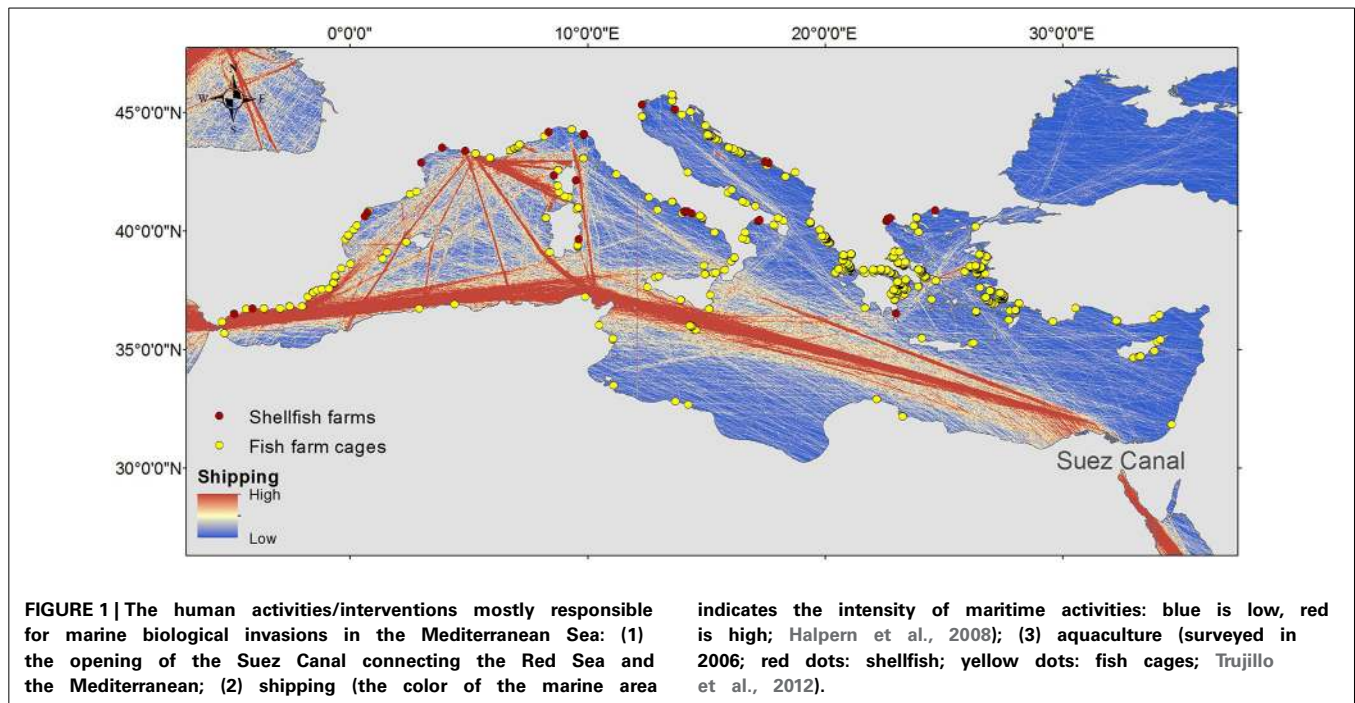 0°0'0"
10°0'0"E
20°0'0"E
30°0'0"E
45°0'0"N
40°0'0"N
35°0'0"N
30°0'0"N
N
W E
S
Shellfish farms
Fish farm cages
Shipping
High
Low
Suez Canal
FIGURE 1 | The human activities/interventions mostly responsible
for marine biological invasions in the Mediterranean Sea: (1)
the opening of the Suez Canal connecting the Red Sea and
the Mediterranean; (2) shipping (the color of the marine area
indicates the intensity of maritime activities: blue is low, red
is high; Halpern et al., 2008); (3) aquaculture (surveyed in
2006; red dots: shellfish; yellow dots: fish cages; Trujillo
et al., 2012).